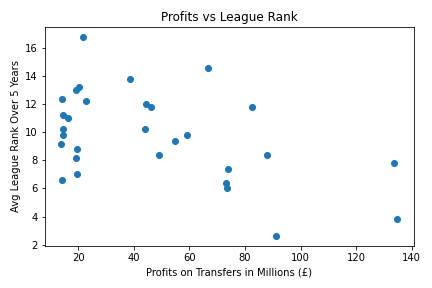 Profits vs League Rank
Avg League Rank Over 5 Years
16
14
12
10
8
6
4
2
20 40 60 80 100 120 140
Profits on Transfers in Millions (£)